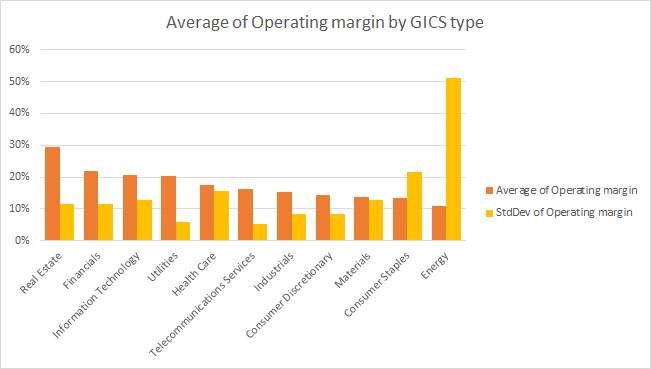 Average of Operating margin by GICS type
60%
50%
40%
30%
20%
10%
0%
Real Estate
Financials
Information Technology
Utilities
Health Care
Telecommunications Services
Industrials
Consumer Discretionary
Materials
Consumer Staples
Energy
Average of Operating margin
StdDev of Operating margin